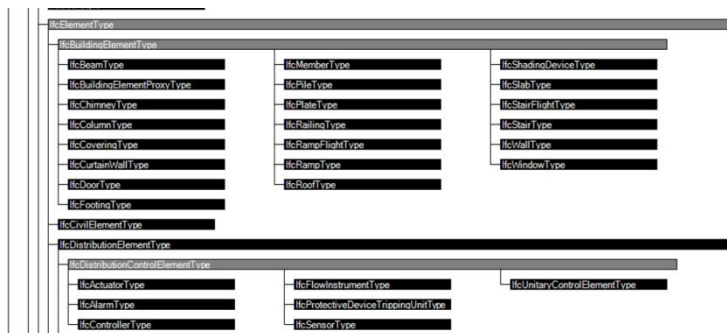 IfcElementType
IfcBuildingElementType
IfcBeamType
IfcMemberType
IfcShadingDeviceType
IfcBuildingElementProxyType
IfcPileType
IfcSlabType
IfcChimneyType
IfcPlateType
IfcStairFlightType
IfcColumnType
IfcRailingType
IfcStairType
IfcCoveringType
IfcRampFlightType
IfcWallType
IfcCurtainWallType
IfcRampType
IfcWindowType
IfcDoorType
IfcRoofType
IfcFootingType
IfcCivilElementType
IfcDistributionElementType
IfcDistributionControlElementType
IfcActuatorType
IfcFlowInstrumentType
IfcUnitaryControlElementType
IfcAlarmType
IfcProtectiveDeviceTrippingUnitType
IfcControllerType
IfcSensorType